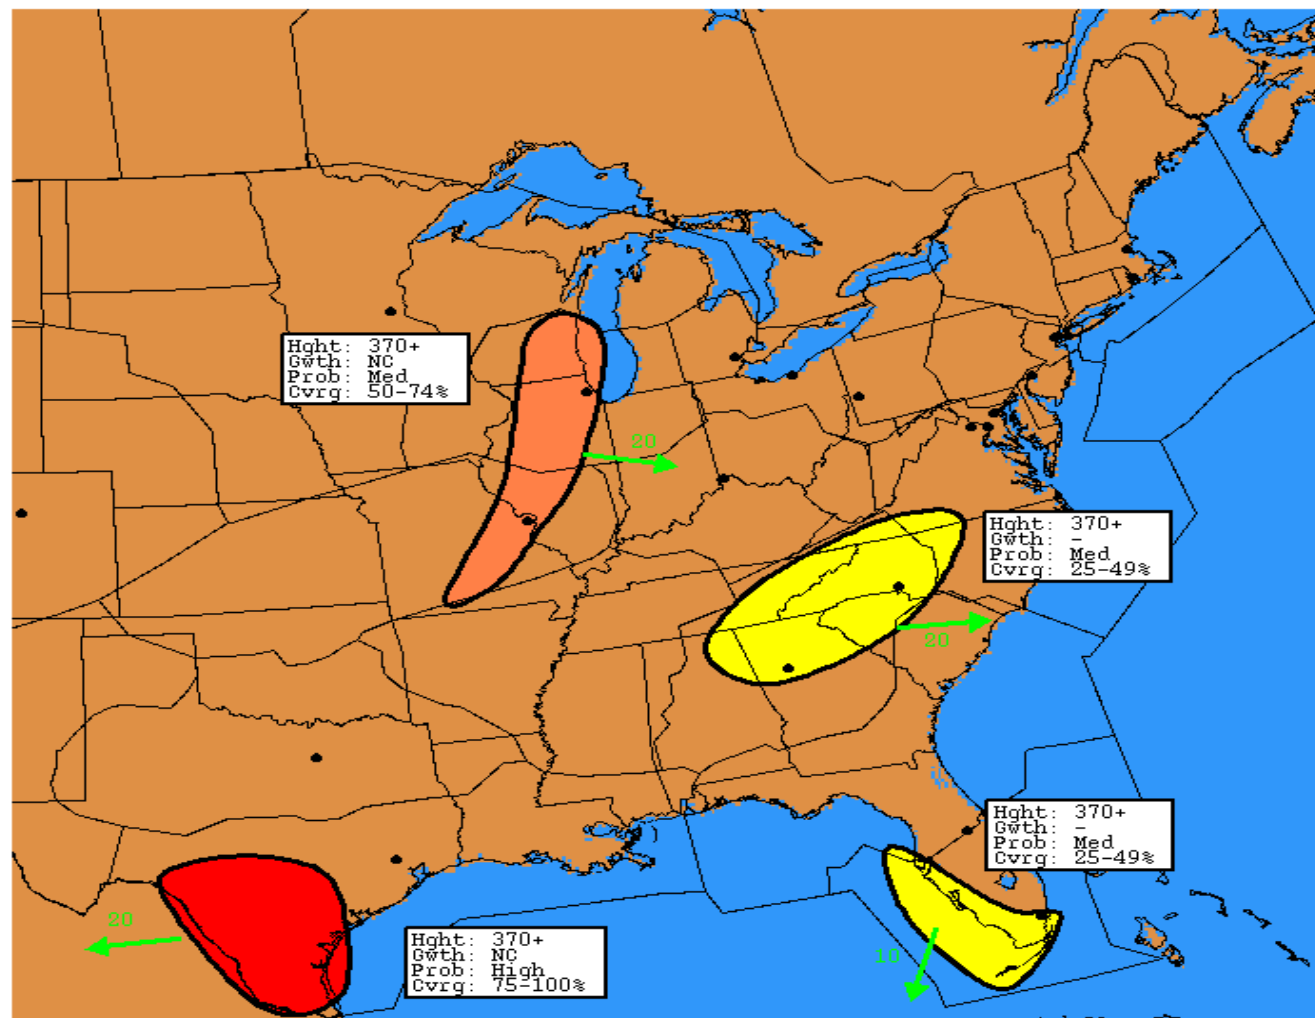 Hght: 370+
Gwth: NC
Prob: Med
Cvrg: 50-74%
20
Hght: 370+
Gwth: -
Prob: Med
Cvrg: 25-49%
20
Hght: 370+
Gwth: -
Prob: Med
Cvrg: 25-49%
20
Hght: 370+
Gwth: NC
Prob: High
Cvrg: 75-100%
10